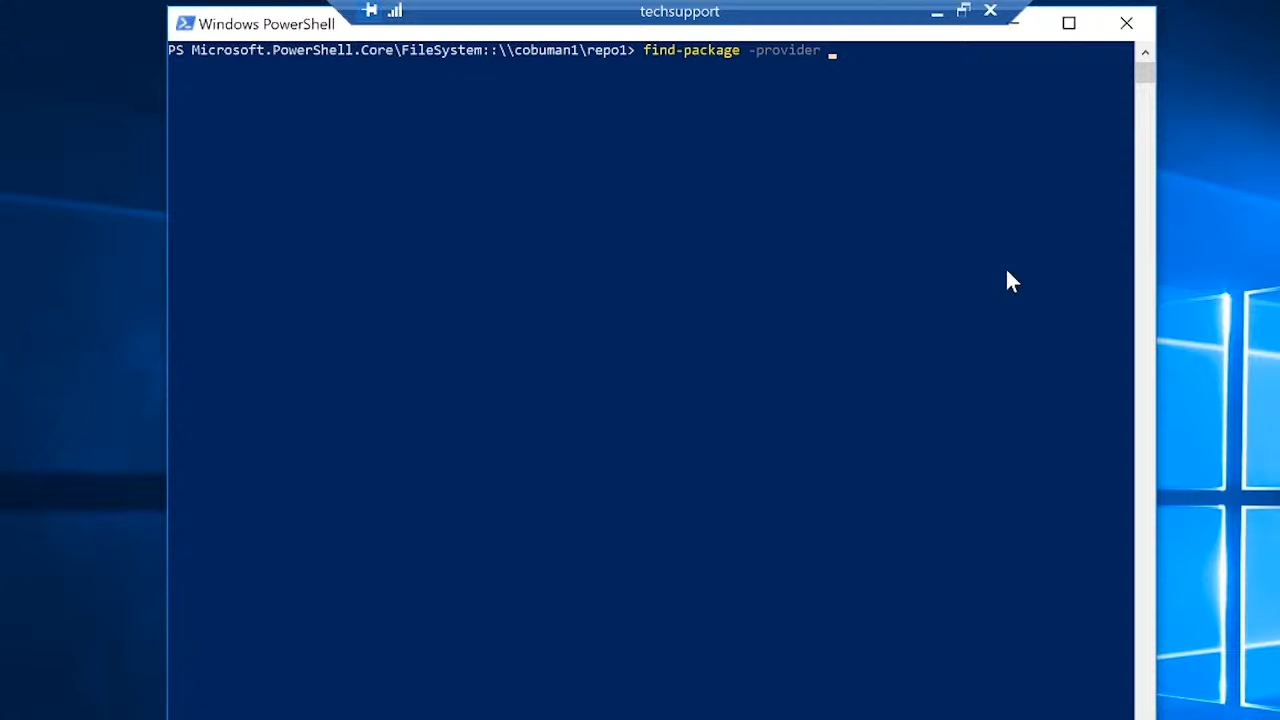 techsupport
Windows PowerShell
PS Microsoft.PowerShell.Core\FileSystem::\\cobuman1\repo1> find-package -provider